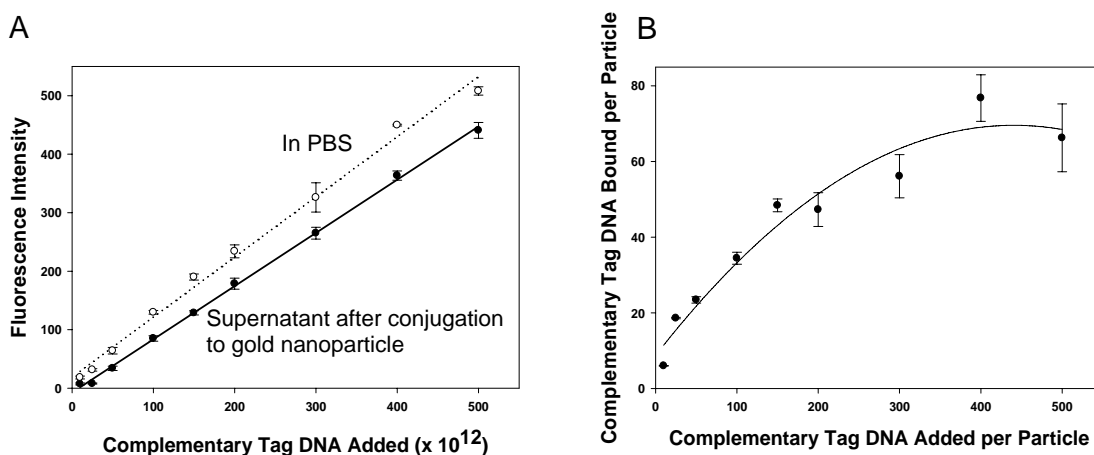 A
Fluorescence Intensity
500
400
300
200
100
0
In PBS
Supernatant after conjugation
to gold nanoparticle
0
100
200
300
400
500
Complementary Tag DNA Added (x 10^12)
B
Complementary Tag DNA Bound per Particle
80
60
40
20
0
0
100
200
300
400
500
Complementary Tag DNA Added per Particle